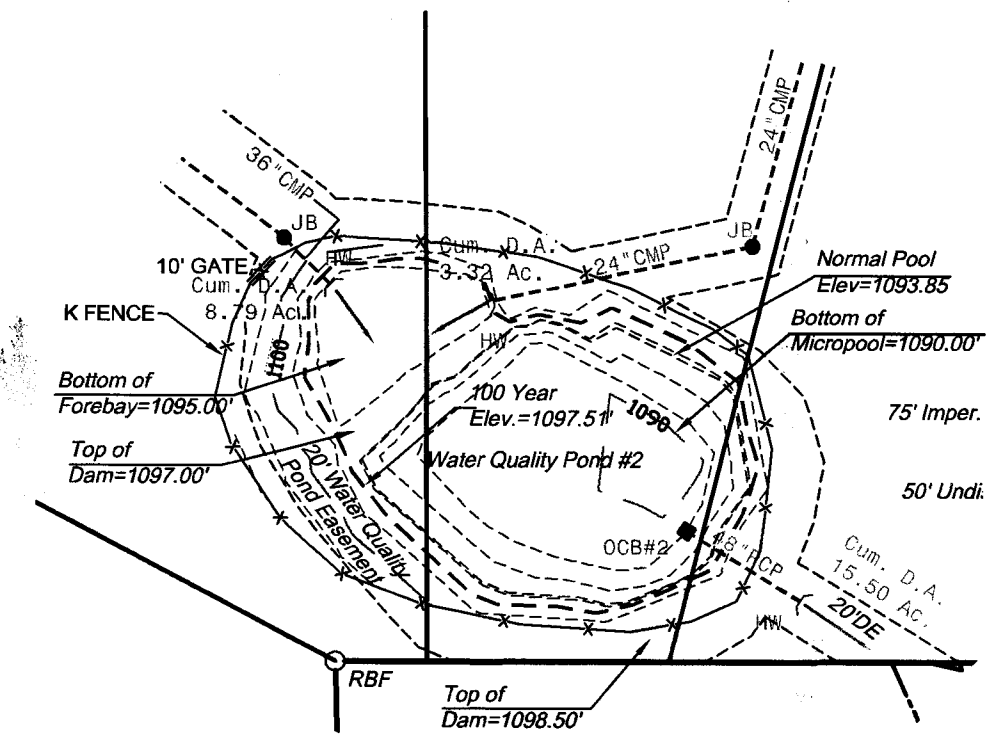 24"CMP
36"CMP
JB
JB
HW
Cum. D.A.
3.32 Ac.
24"CMP
10' GATE
Cum. D.A.
8.79 Ac.
Normal Pool
Elev=1093.85
K FENCE
HW
Bottom of
Micropool=1090.00'
1100
Bottom of
Forebay=1095.00'
100 Year
Elev.=1097.51'
1090
75' Imper.
Top of
Dam=1097.00'
Water Quality Pond #2
20' Water Quality
Pond Easement
50' Undi
OCB#2
18"RCP
Cum. D.A.
15.50 Ac.
20'DE
HW
RBF
Top of
Dam=1098.50'